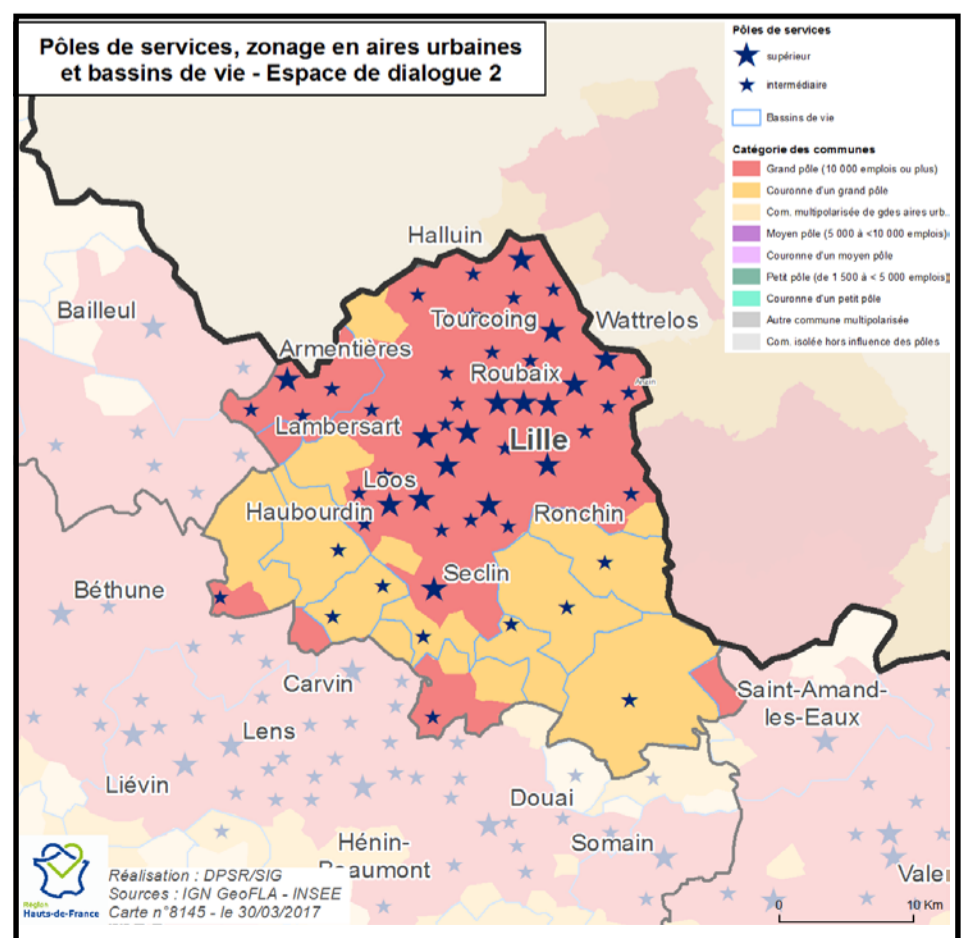 Pôles de services, zonage en aires urbaines
et bassins de vie - Espace de dialogue 2
Pôles de services
supérieur
intermédiaire
Bassins de vie
Catégorie des communes
Grand pôle (10 000 emplois ou plus)
Couronne d'un grand pôle
Com. multipolarisée de gdes aires urb..
Moyen pôle (5 000 à <10 000 emplois)
Couronne d'un moyen pôle
Petit pôle (de 1 500 à < 5 000 emplois)
Couronne d'un petit pôle
Autre commune multipolarisée
Com. isolée hors influence des pôles
Halluin
Bailleul
Tourcoing
Wattrelos
Armentières
Roubaix
Lambersart
Lille
Loos
Haubourdin
Ronchin
Seclin
Béthune
Carvin
Saint-Amand-
les-Eaux
Lens
Liévin
Douai
Hénin-
Beaumont
Somain
Valen
Région
Hauts-de-France
Réalisation : DPSR/SIG
Sources : IGN GeoFLA - INSEE
Carte n°8145 - le 30/03/2017
0 10 Km